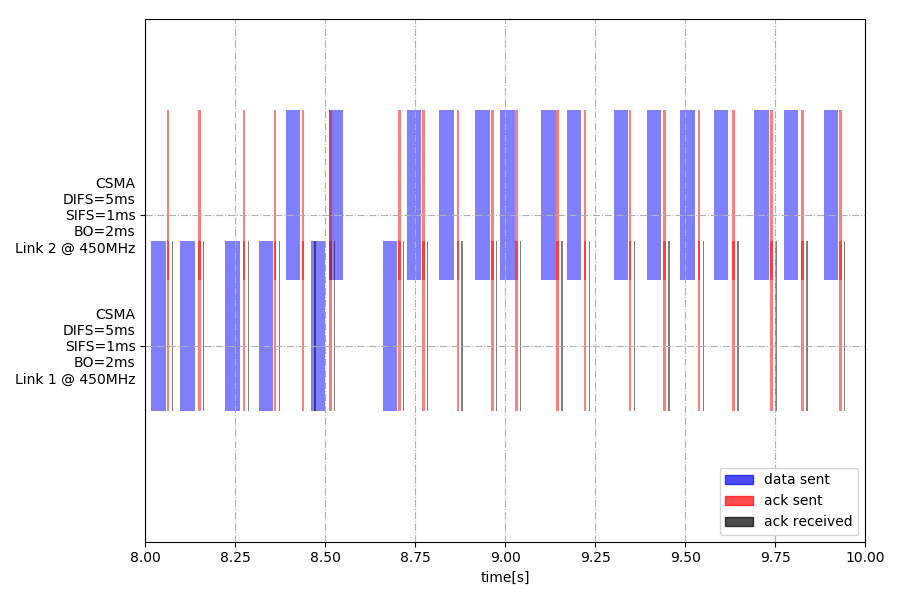 CSMA
DIFS=5ms
SIFS=1ms
BO=2ms
Link 2 @ 450MHz
CSMA
DIFS=5ms
SIFS=1ms
BO=2ms
Link 1 @ 450MHz
data sent
ack sent
ack received
8.00 8.25 8.50 8.75 9.00 9.25 9.50 9.75 10.00
time[s]